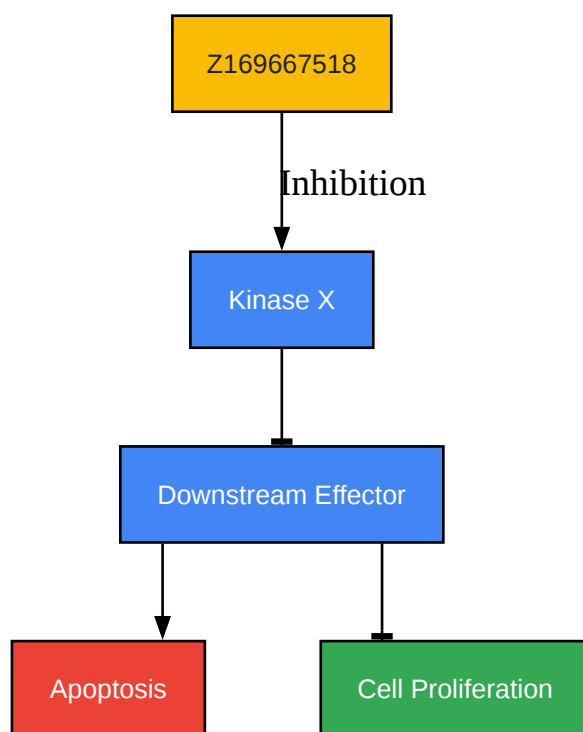 Z169667518
Inhibition
Kinase X
Downstream Effector
Apoptosis
Cell Proliferation